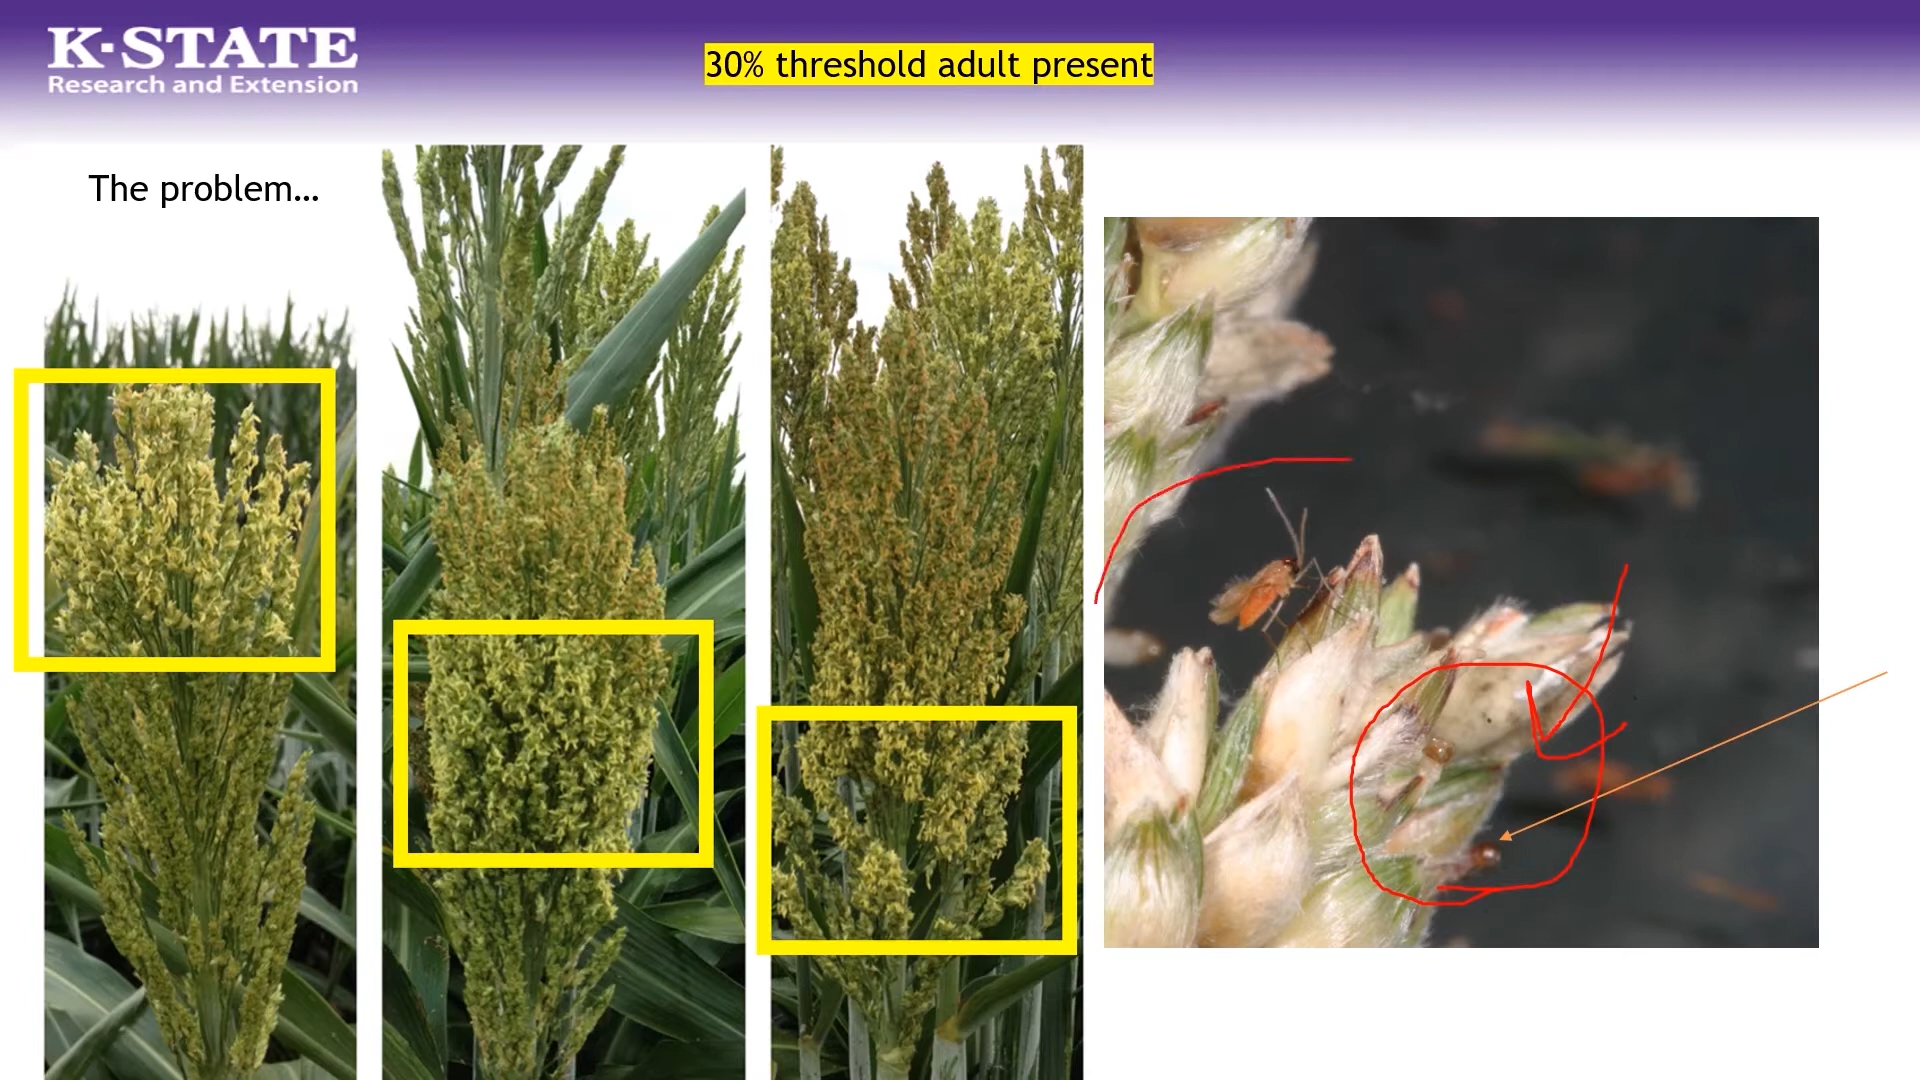 K-STATE
Research and Extension
30% threshold adult present
The problem...